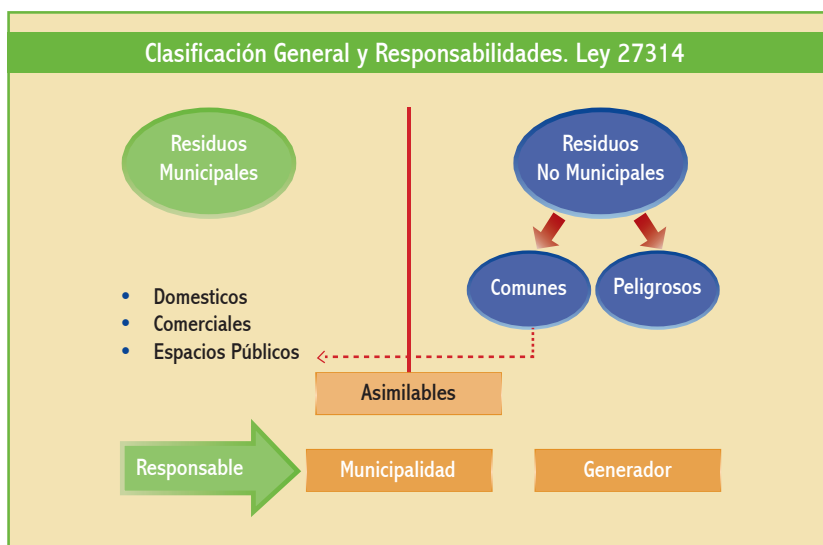 Clasificación General y Responsabilidades. Ley 27314
Residuos
Municipales
Residuos
No Municipales
Comunes
Peligrosos
• Domesticos
• Comerciales
• Espacios Públicos
Asimilables
Responsable
Municipalidad
Generador